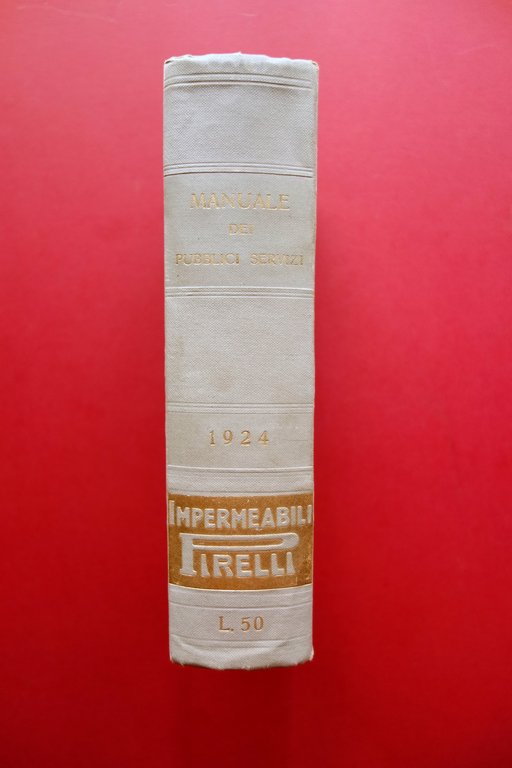 MANUALE
DEI
PUBBLICI SERVIZI
1924
IMPERMEABILI
PIRELLI
L. 50